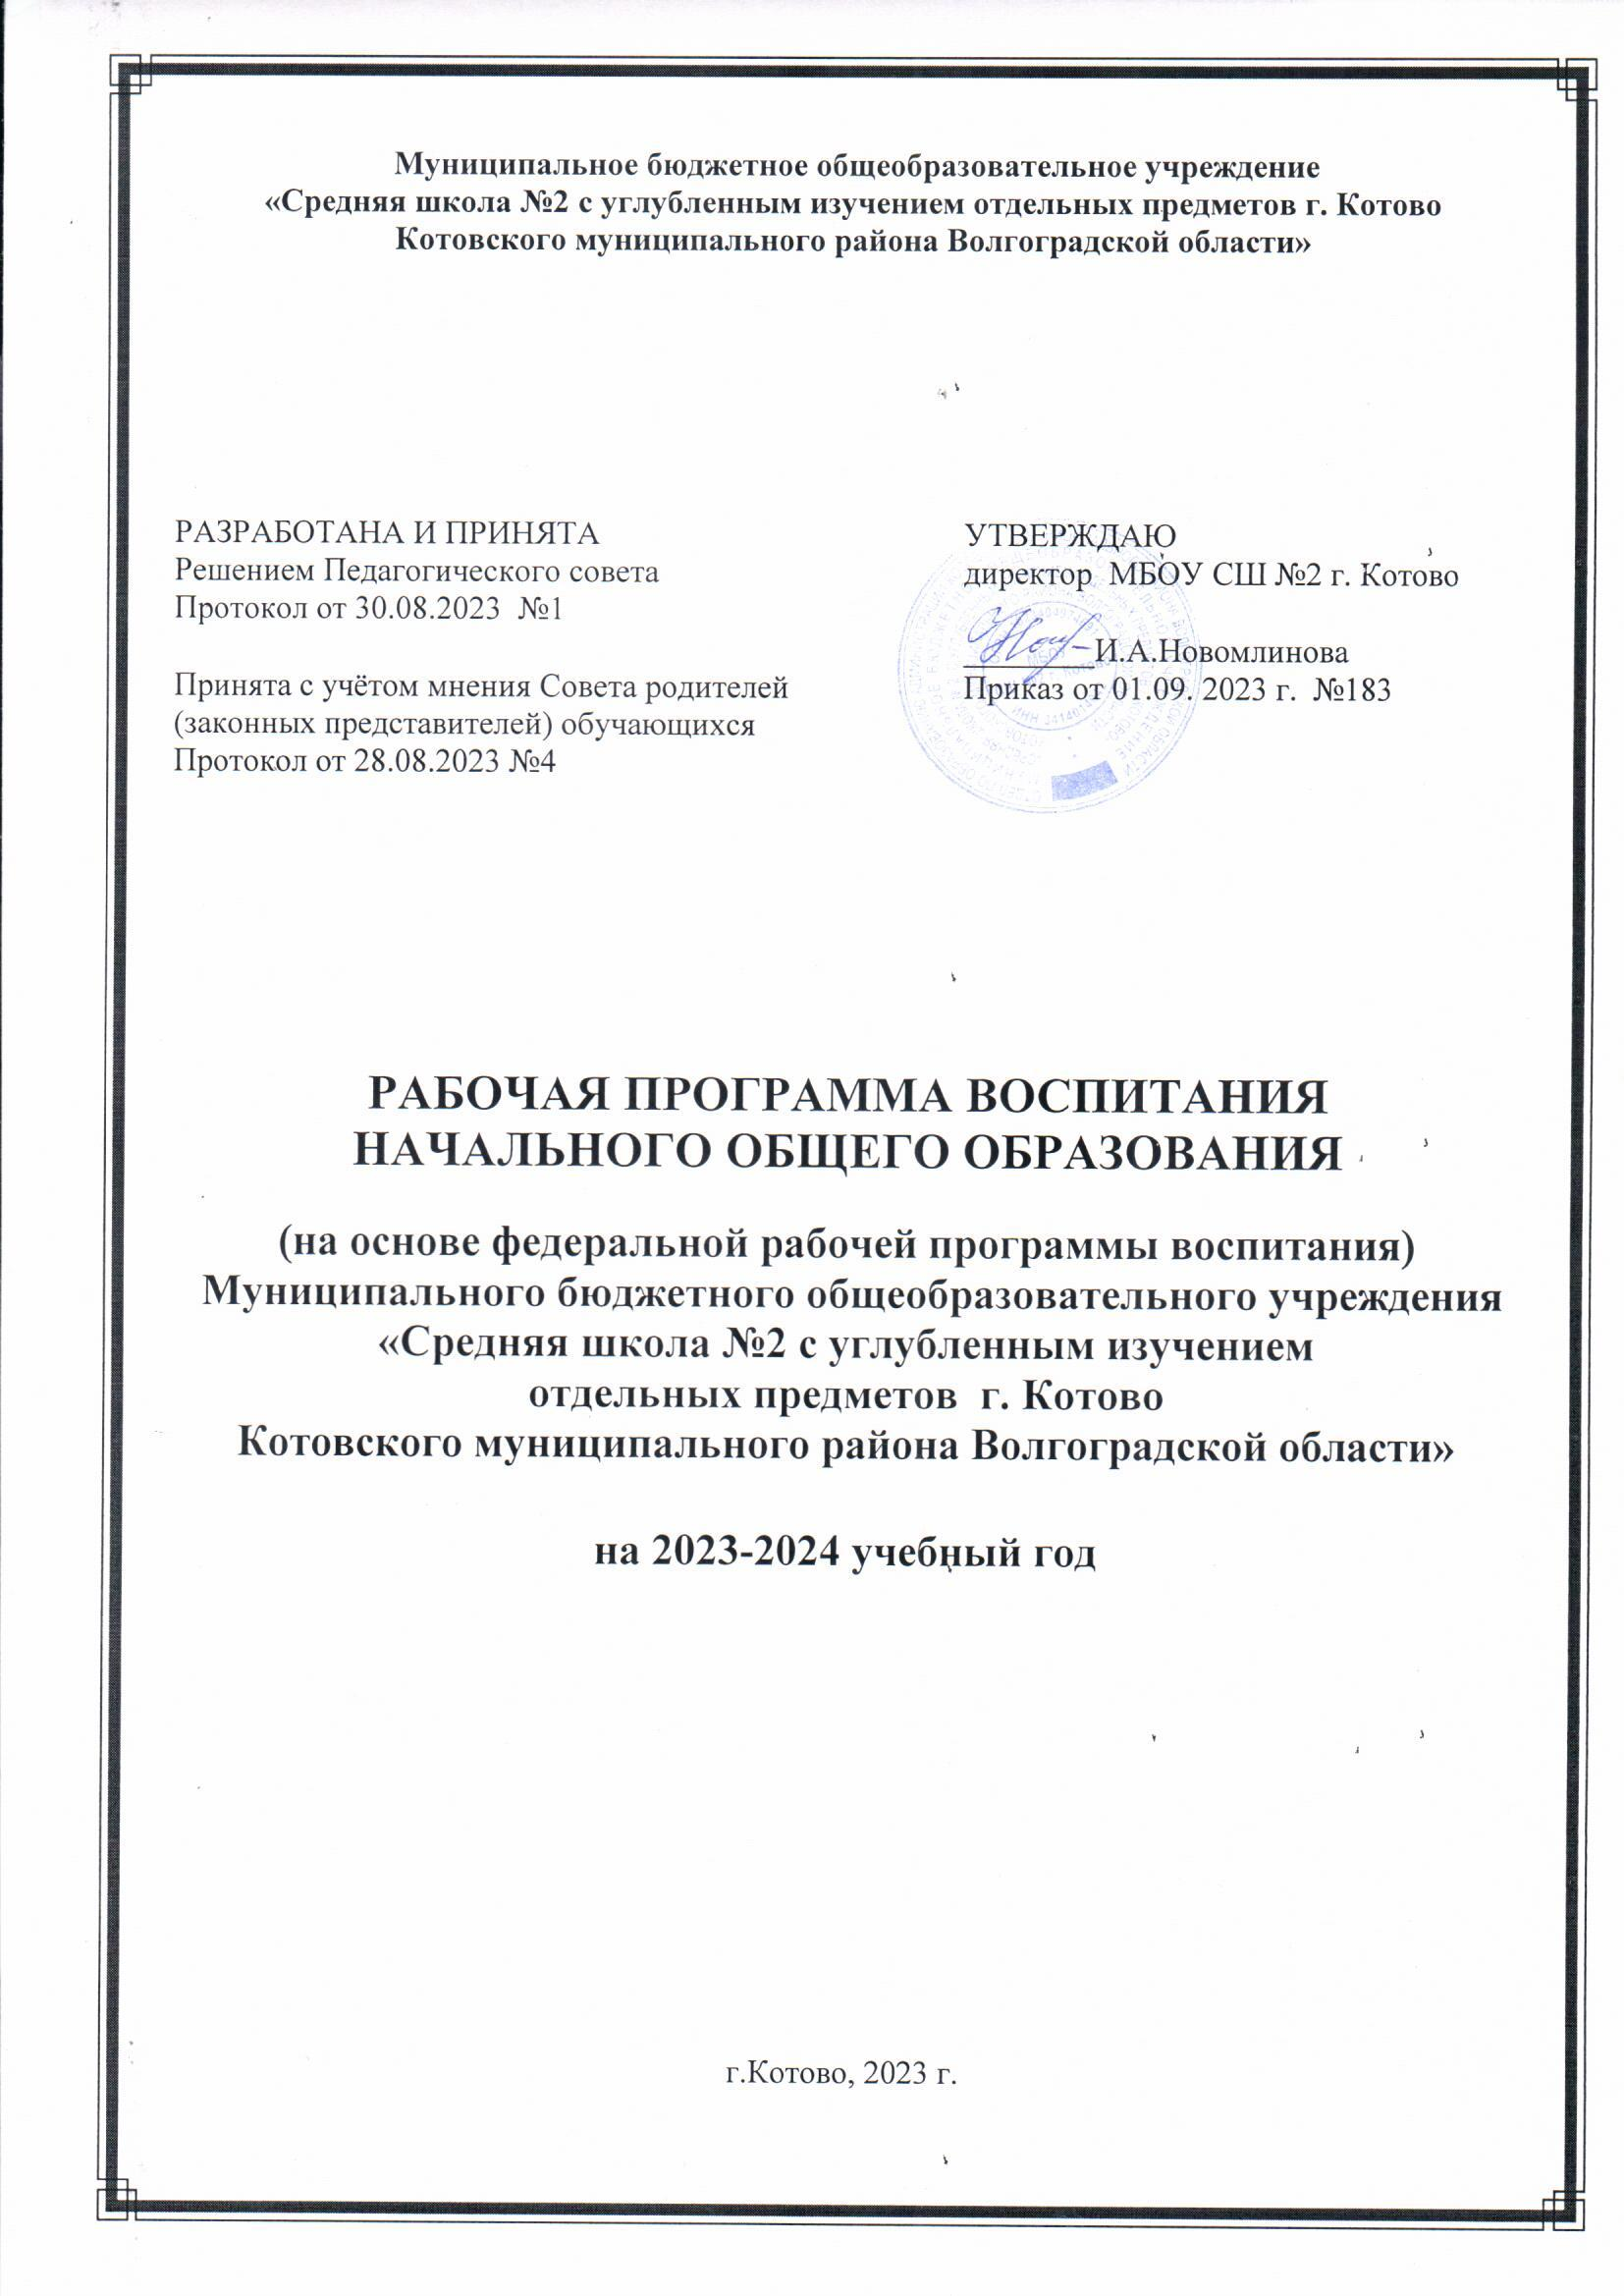 Муниципальное бюджетное общеобразовательное учреждение
«Средняя школа №2 с углубленным изучением отдельных предметов г. Котово
Котовского муниципального района Волгоградской области»
РАЗРАБОТАНА И ПРИНЯТА
Решением Педагогического совета
Протокол от 30.08.2023 №1
Принята с учётом мнения Совета родителей
(законных представителей) обучающихся
Протокол от 28.08.2023 №4
УТВЕРЖДАЮ
директор МБОУ СШ №2 г. Котово
________И.А.Новомлинова
Приказ от 01.09. 2023 г. №183
РАБОЧАЯ ПРОГРАММА ВОСПИТАНИЯ
НАЧАЛЬНОГО ОБЩЕГО ОБРАЗОВАНИЯ
(на основе федеральной рабочей программы воспитания)
Муниципального бюджетного общеобразовательного учреждения
«Средняя школа №2 с углубленным изучением
отдельных предметов г. Котово
Котовского муниципального района Волгоградской области»
на 2023-2024 учебный год
г.Котово, 2023 г.